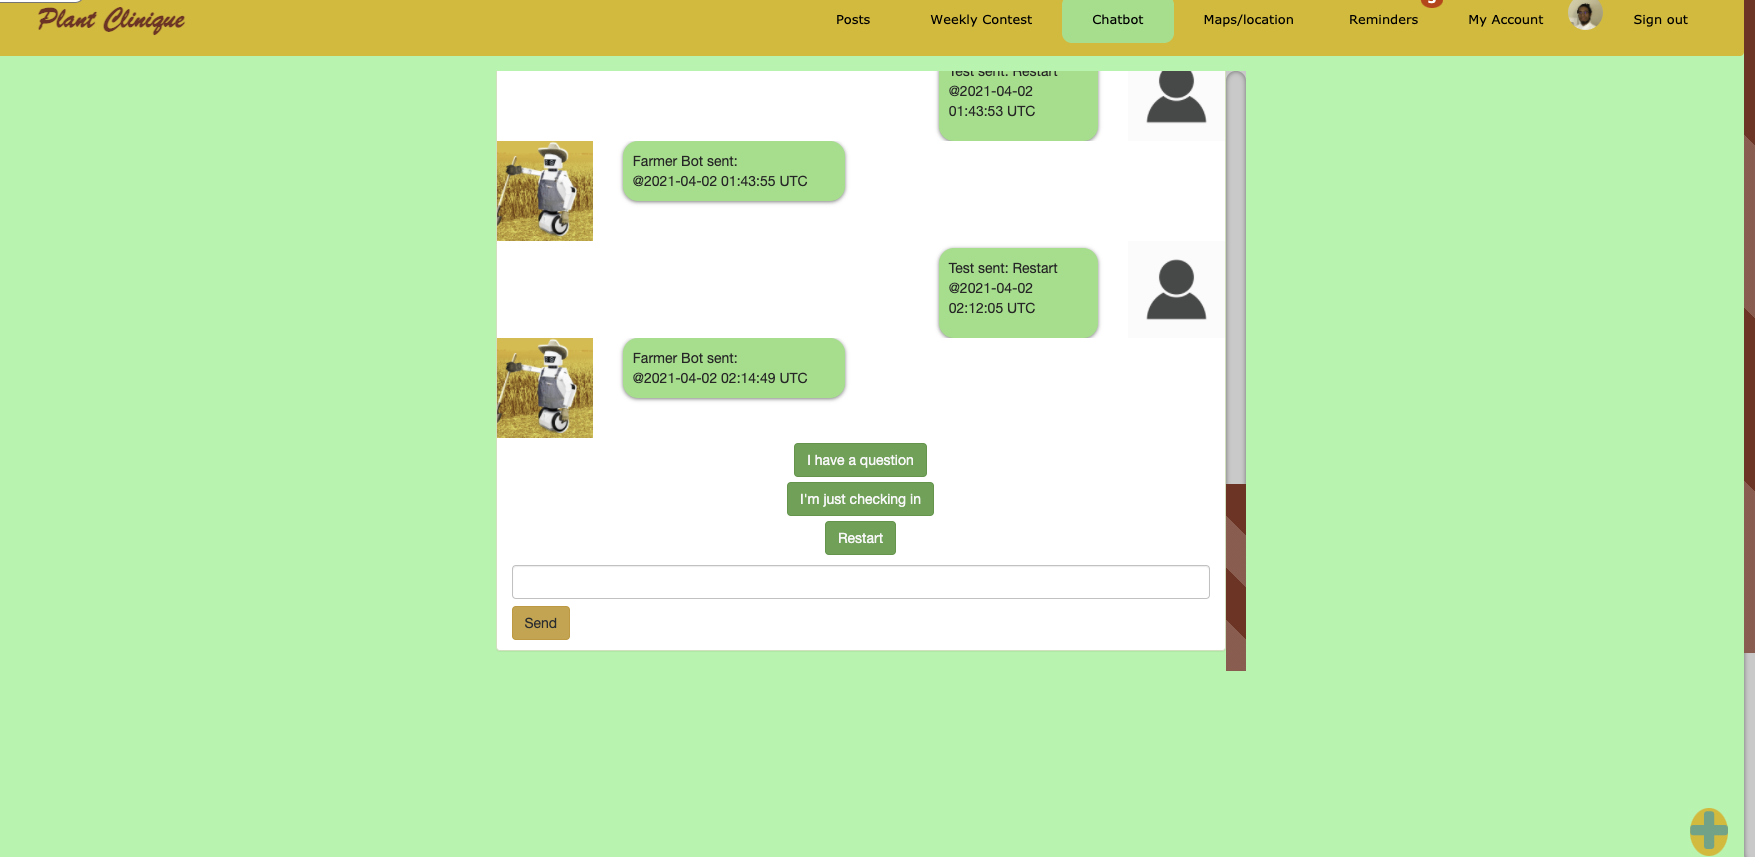 Plant Clinique
Posts
Weekly Contest
Chatbot
Maps/location
Reminders
My Account
Sign out
Test sent: Restart
@2021-04-02
01:43:53 UTC
Farmer Bot sent:
@2021-04-02 01:43:55 UTC
Test sent: Restart
@2021-04-02
02:12:05 UTC
Farmer Bot sent:
@2021-04-02 02:14:49 UTC
I have a question
I'm just checking in
Restart
Send